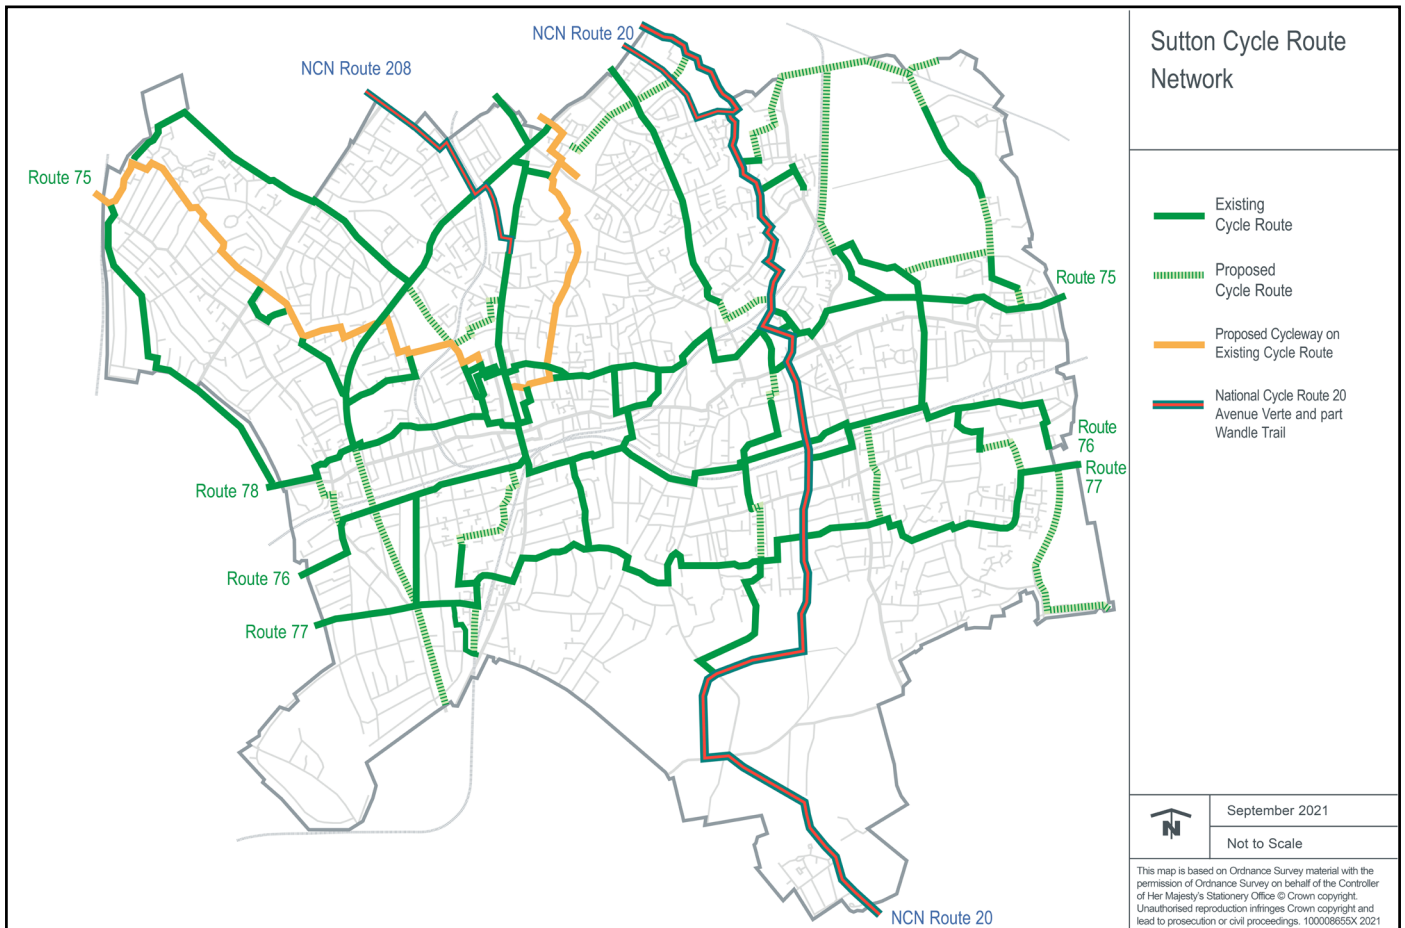 NCN Route 20
NCN Route 208
Route 75
Route 75
Route 76
Route 77
Route 78
Route 76
Route 77
NCN Route 20
Sutton Cycle Route
Network
Existing
Cycle Route
Proposed
Cycle Route
Proposed Cycleway on
Existing Cycle Route
National Cycle Route 20
Avenue Verte and part
Wandle Trail
N
September 2021
Not to Scale
This map is based on Ordnance Survey material with the
permission of Ordnance Survey on behalf of the Controller
of Her Majesty's Stationery Office © Crown copyright.
Unauthorised reproduction infringes Crown copyright and
lead to prosecution or civil proceedings. 100008655X 2021